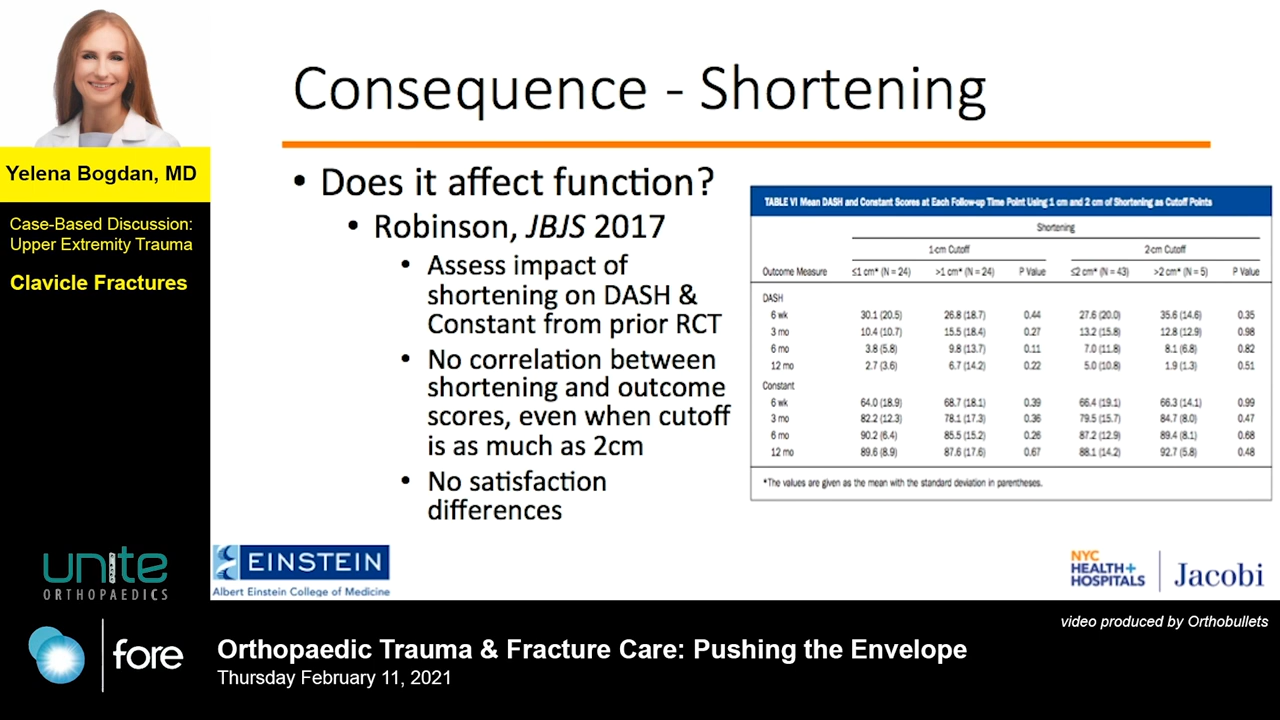 Yelena Bogdan, MD
Case-Based Discussion:
Upper Extremity Trauma
Clavicle Fractures
UNITE
ORTHOPAEDICS
Consequence - Shortening
• Does it affect function?
• Robinson, JBJS 2017
• Assess impact of
shortening on DASH &
Constant from prior RCT
• No correlation between
shortening and outcome
scores, even when cutoff
is as much as 2cm
• No satisfaction
differences
TABLE VI Mean DASH and Constant Scores at Each Follow-up Time Point Using 1 cm and 2 cm of Shortening as Cutoff Points
Shortening
1-cm Cutoff 2-cm Cutoff
Outcome Measure ≤1 cm* (N = 24) >1 cm* (N = 24) P Value ≤2 cm* (N = 43) >2 cm* (N = 5) P Value
DASH
6 wk 30.1 (20.5) 26.8 (18.7) 0.44 27.6 (20.0) 35.6 (14.6) 0.35
3 mo 10.4 (10.7) 15.5 (18.4) 0.27 13.2 (15.8) 12.8 (12.9) 0.98
6 mo 3.8 (5.8) 9.8 (13.7) 0.11 7.0 (11.8) 8.1 (6.8) 0.82
12 mo 2.7 (3.6) 6.7 (14.2) 0.22 5.0 (10.8) 1.9 (1.3) 0.51
Constant
6 wk 64.0 (18.9) 68.7 (18.1) 0.39 66.4 (19.1) 66.3 (14.1) 0.99
3 mo 82.2 (12.3) 78.1 (17.3) 0.36 79.5 (15.7) 84.7 (8.0) 0.47
6 mo 90.2 (6.4) 85.5 (15.2) 0.26 87.2 (12.9) 89.4 (8.1) 0.68
12 mo 89.6 (8.9) 87.6 (17.6) 0.67 88.1 (14.2) 92.7 (5.8) 0.48
*The values are given as the mean with the standard deviation in parentheses.
EINSTEIN
Albert Einstein College of Medicine
NYC
HEALTH+
HOSPITALS
Jacobi
video produced by Orthobullets
fore
Orthopaedic Trauma & Fracture Care: Pushing the Envelope
Thursday February 11, 2021